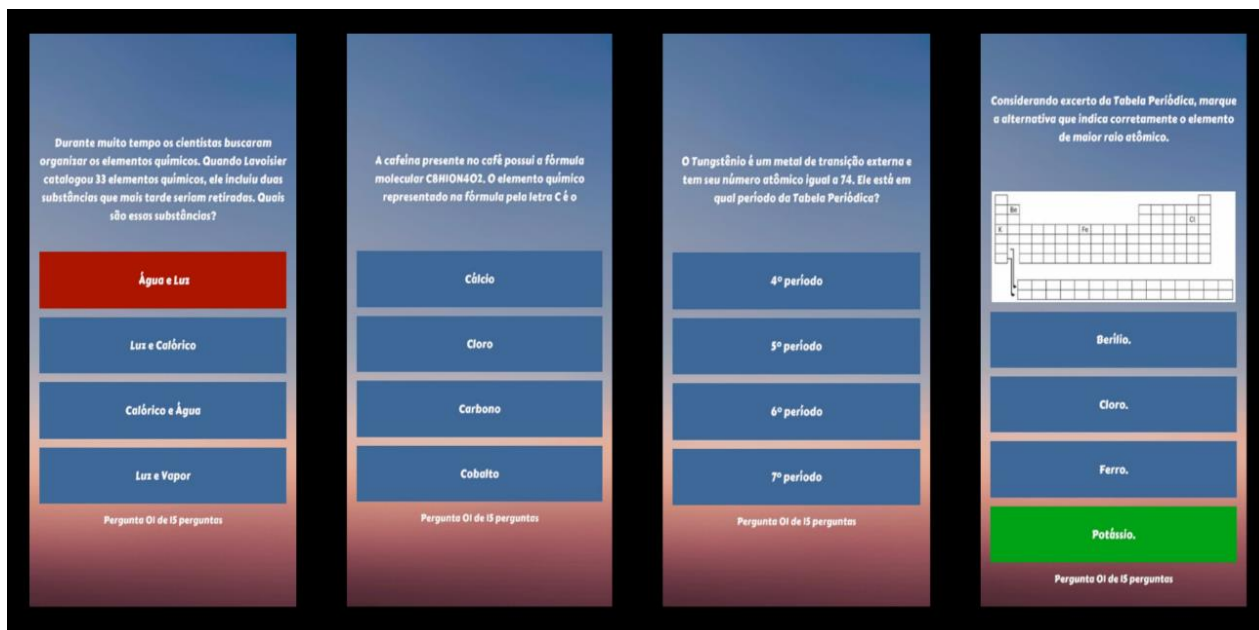 Durante muito tempo os cientistas buscaram
organizar os elementos químicos. Quando Lavoisier
catalogou 33 elementos químicos, ele incluiu duas
substâncias que mais tarde seriam retiradas. Quais
são essas substâncias?
Água e Luz
Luz e Calórico
Calórico e Água
Luz e Vapor
Pergunta 01 de 15 perguntas
A cafeína presente no café possui a fórmula
molecular C8H10N4O2. O elemento químico
representado na fórmula pela letra C é o
Cálcio
Cloro
Carbono
Cobalto
Pergunta 01 de 15 perguntas
O Tungstênio é um metal de transição externa e
tem seu número atômico igual a 74. Ele está em
qual período da Tabela Periódica?
4º período
5º período
6º período
7º período
Pergunta 01 de 15 perguntas
Considerando excerto da Tabela Periódica, marque
a alternativa que indica corretamente o elemento
de maior raio atômico.
Be
Cl
K Fe
Berílio.
Cloro.
Ferro.
Potássio.
Pergunta 01 de 15 perguntas